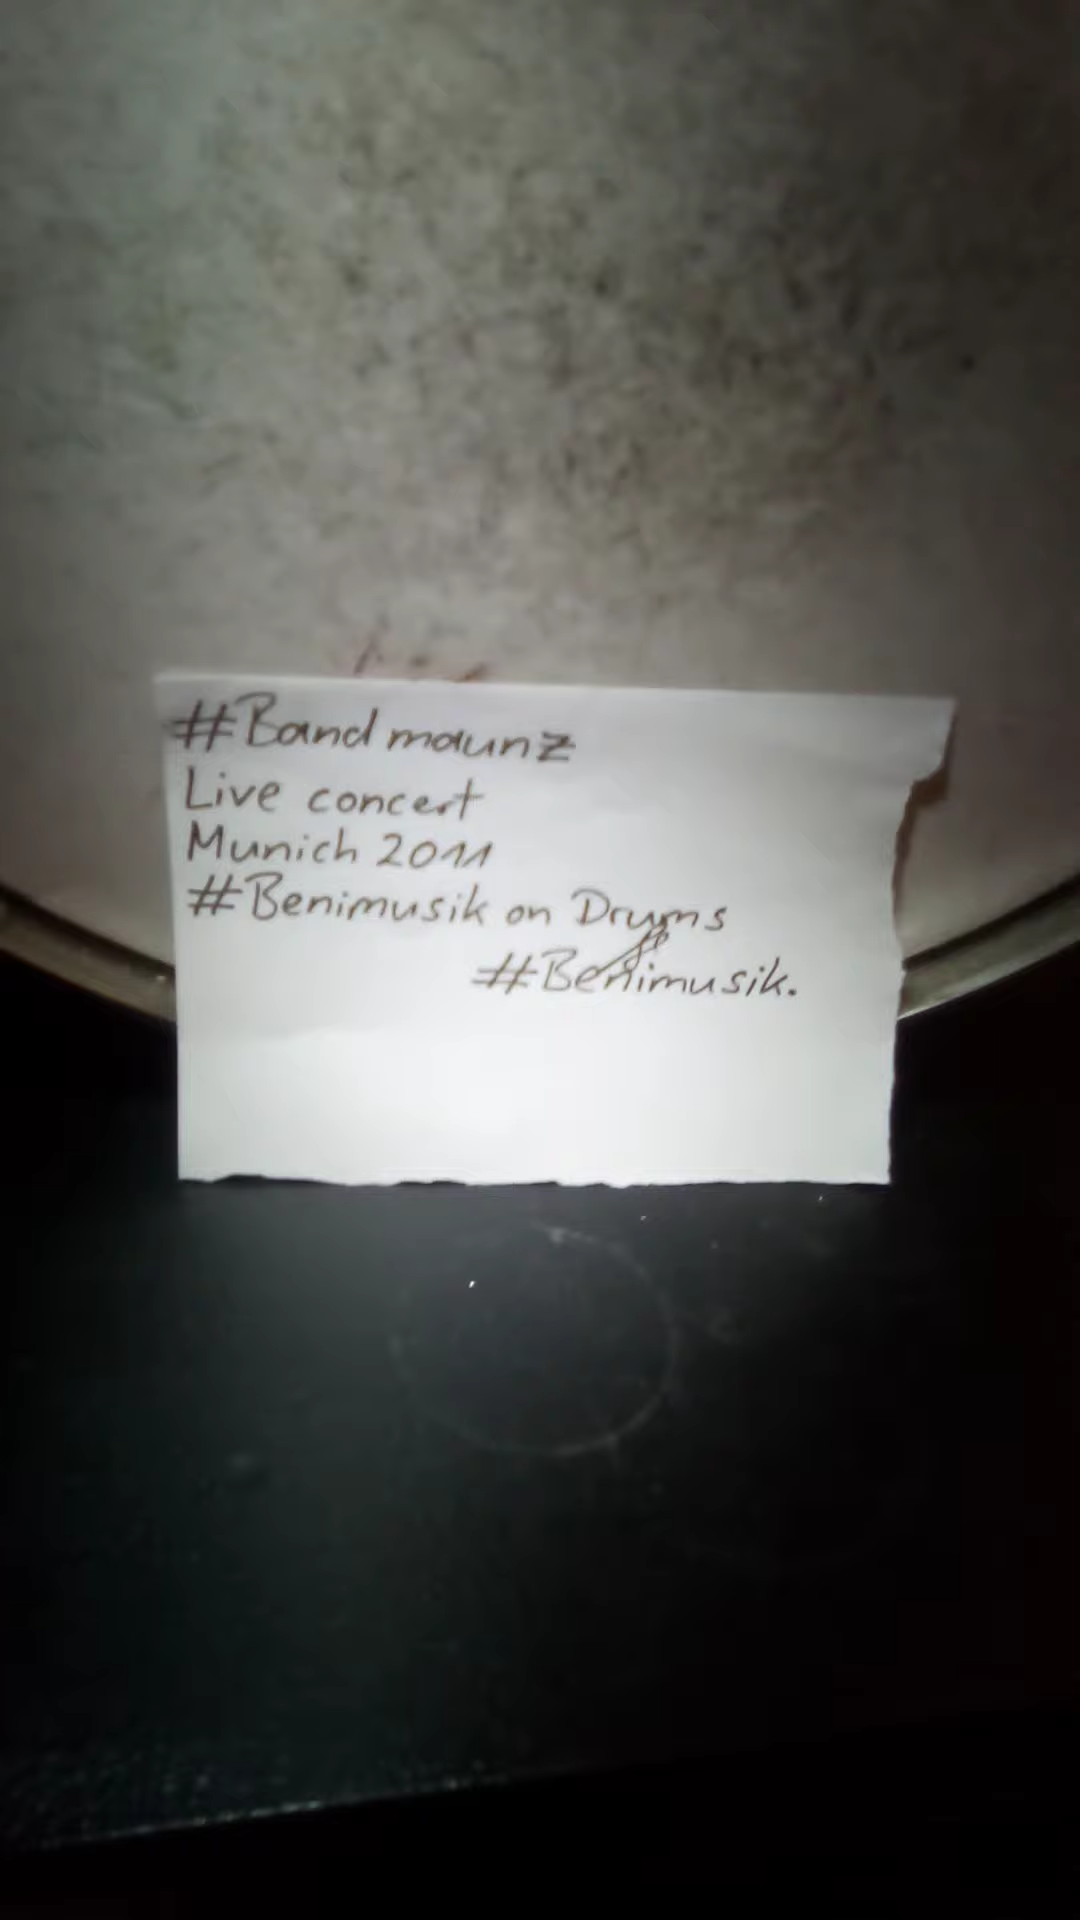 #Bandmaunz
Live concert
Munich 2011
#Benimusik on Drums
#Benimusik.